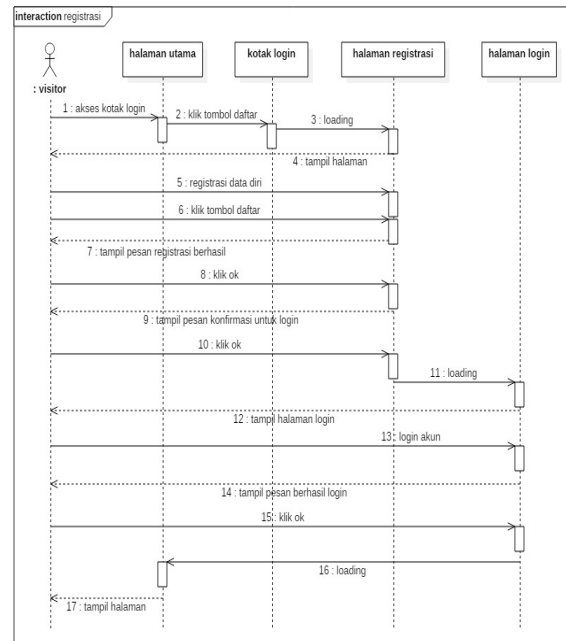 interaction registrasi
halaman utama
kotak login
halaman registrasi
halaman login
: visitor
1 : akses kotak login
2 : klik tombol daftar
3 : loading
4 : tampil halaman
5 : registrasi data diri
6 : klik tombol daftar
7 : tampil pesan registrasi berhasil
8 : klik ok
9 : tampil pesan konfirmasi untuk login
10 : klik ok
11 : loading
12 : tampil halaman login
13 : login akun
14 : tampil pesan berhasil login
15 : klik ok
16 : loading
17 : tampil halaman